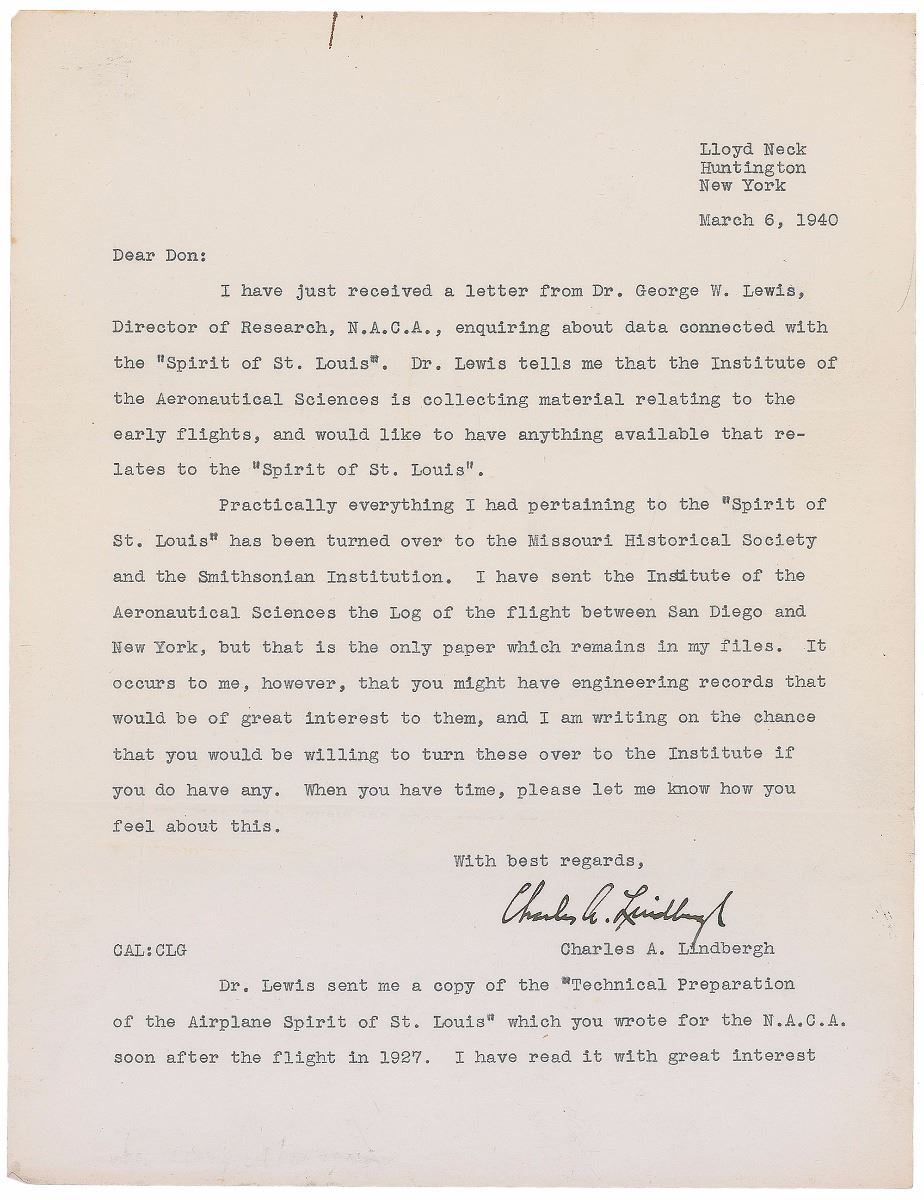 Lloyd Neck
Huntington
New York
March 6, 1940
Dear Don:
I have just received a letter from Dr. George W. Lewis,
Director of Research, N.A.C.A., enquiring about data connected with
the "Spirit of St. Louis". Dr. Lewis tells me that the Institute of
the Aeronautical Sciences is collecting material relating to the
early flights, and would like to have anything available that re-
lates to the "Spirit of St. Louis".
Practically everything I had pertaining to the "Spirit of
St. Louis" has been turned over to the Missouri Historical Society
and the Smithsonian Institution. I have sent the Institute of the
Aeronautical Sciences the Log of the flight between San Diego and
New York, but that is the only paper which remains in my files. It
occurs to me, however, that you might have engineering records that
would be of great interest to them, and I am writing on the chance
that you would be willing to turn these over to the Institute if
you do have any. When you have time, please let me know how you
feel about this.
With best regards,
Charles A. Lindbergh
CAL:CLG Charles A. Lindbergh
Dr. Lewis sent me a copy of the "Technical Preparation
of the Airplane Spirit of St. Louis" which you wrote for the N.A.C.A.
soon after the flight in 1927. I have read it with great interest